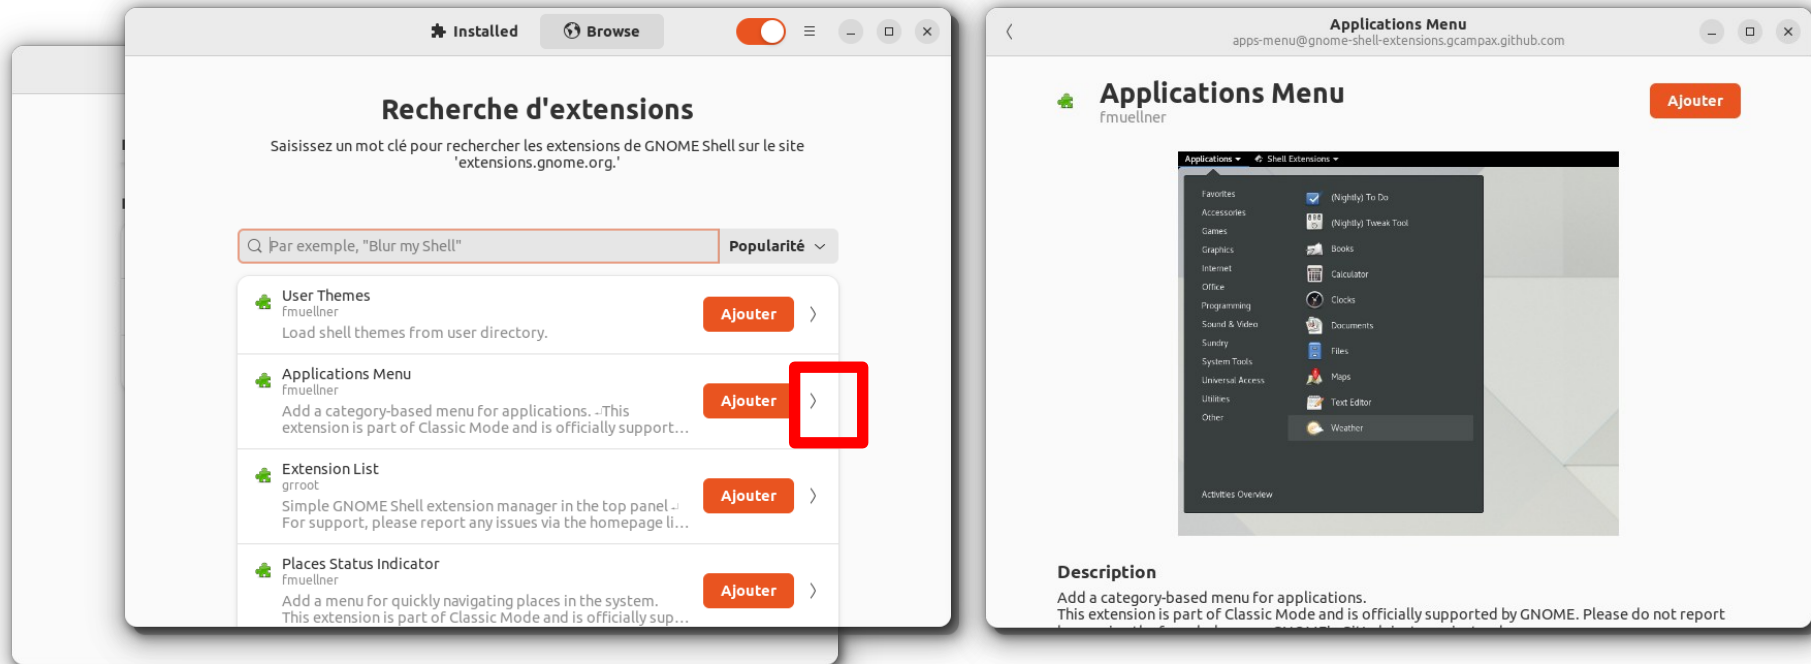 Installed
Browse
Recherche d'extensions
Saisissez un mot clé pour rechercher les extensions de GNOME Shell sur le site
'extensions.gnome.org.'
Par exemple, "Blur my Shell"
Popularité
User Themes
fmuellner
Load shell themes from user directory.
Ajouter
Applications Menu
fmuellner
Add a category-based menu for applications. ↵This
extension is part of Classic Mode and is officially support…
Ajouter
Extension List
grroot
Simple GNOME Shell extension manager in the top panel ↵
For support, please report any issues via the homepage li…
Ajouter
Places Status Indicator
fmuellner
Add a menu for quickly navigating places in the system.
This extension is part of Classic Mode and is officially sup…
Ajouter
Applications Menu
apps-menu@gnome-shell-extensions.gcampax.github.com
Applications Menu
fmuellner
Ajouter
Applications
Shell Extensions
Favorites
Accessories
Games
Graphics
Internet
Office
Programming
Sound & Video
Sundry
System Tools
Universal Access
Utilities
Other
Activities Overview
(Nightly) To Do
(Nightly) Tweak Tool
Books
Calculator
Clocks
Documents
Files
Maps
Text Editor
Weather
Description
Add a category-based menu for applications.
This extension is part of Classic Mode and is officially supported by GNOME. Please do not report